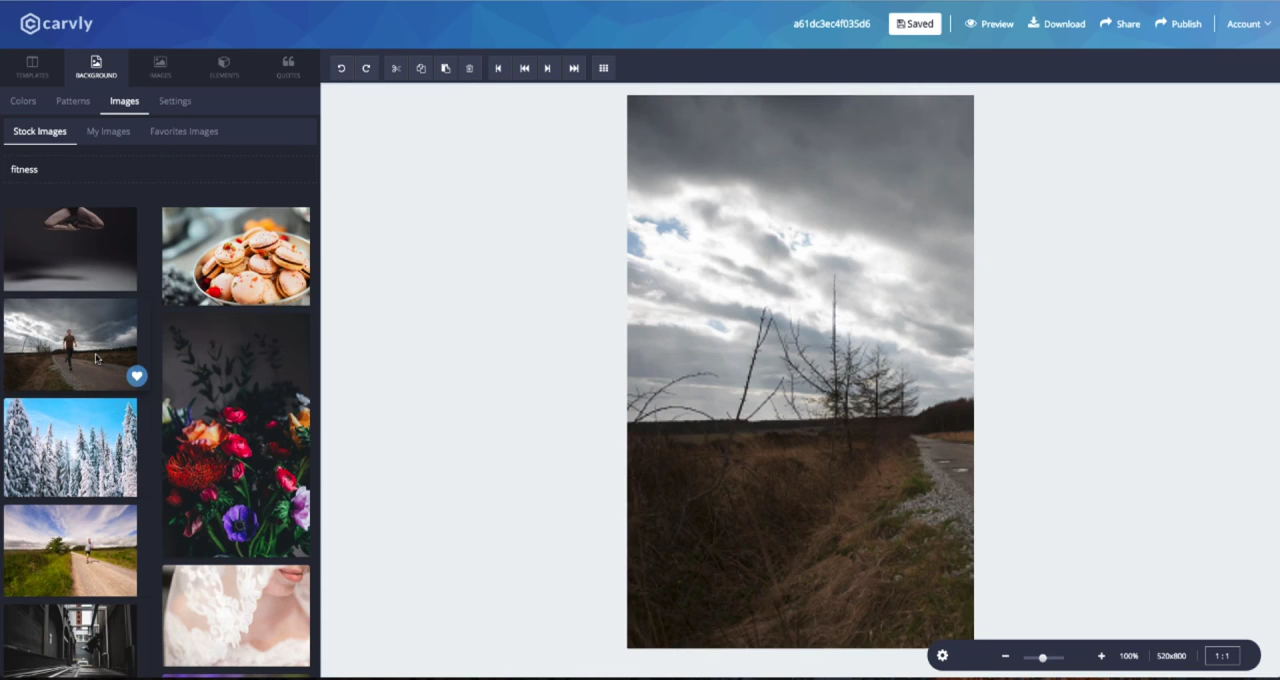 carvly
a61dc3ec4f035d6 Saved Preview Download Share Publish Account
TEMPLATES BACKGROUND IMAGES ELEMENTS QUOTES
Colors Patterns Images Settings
Stock Images My Images Favorites Images
fitness
100% 520x800 1:1